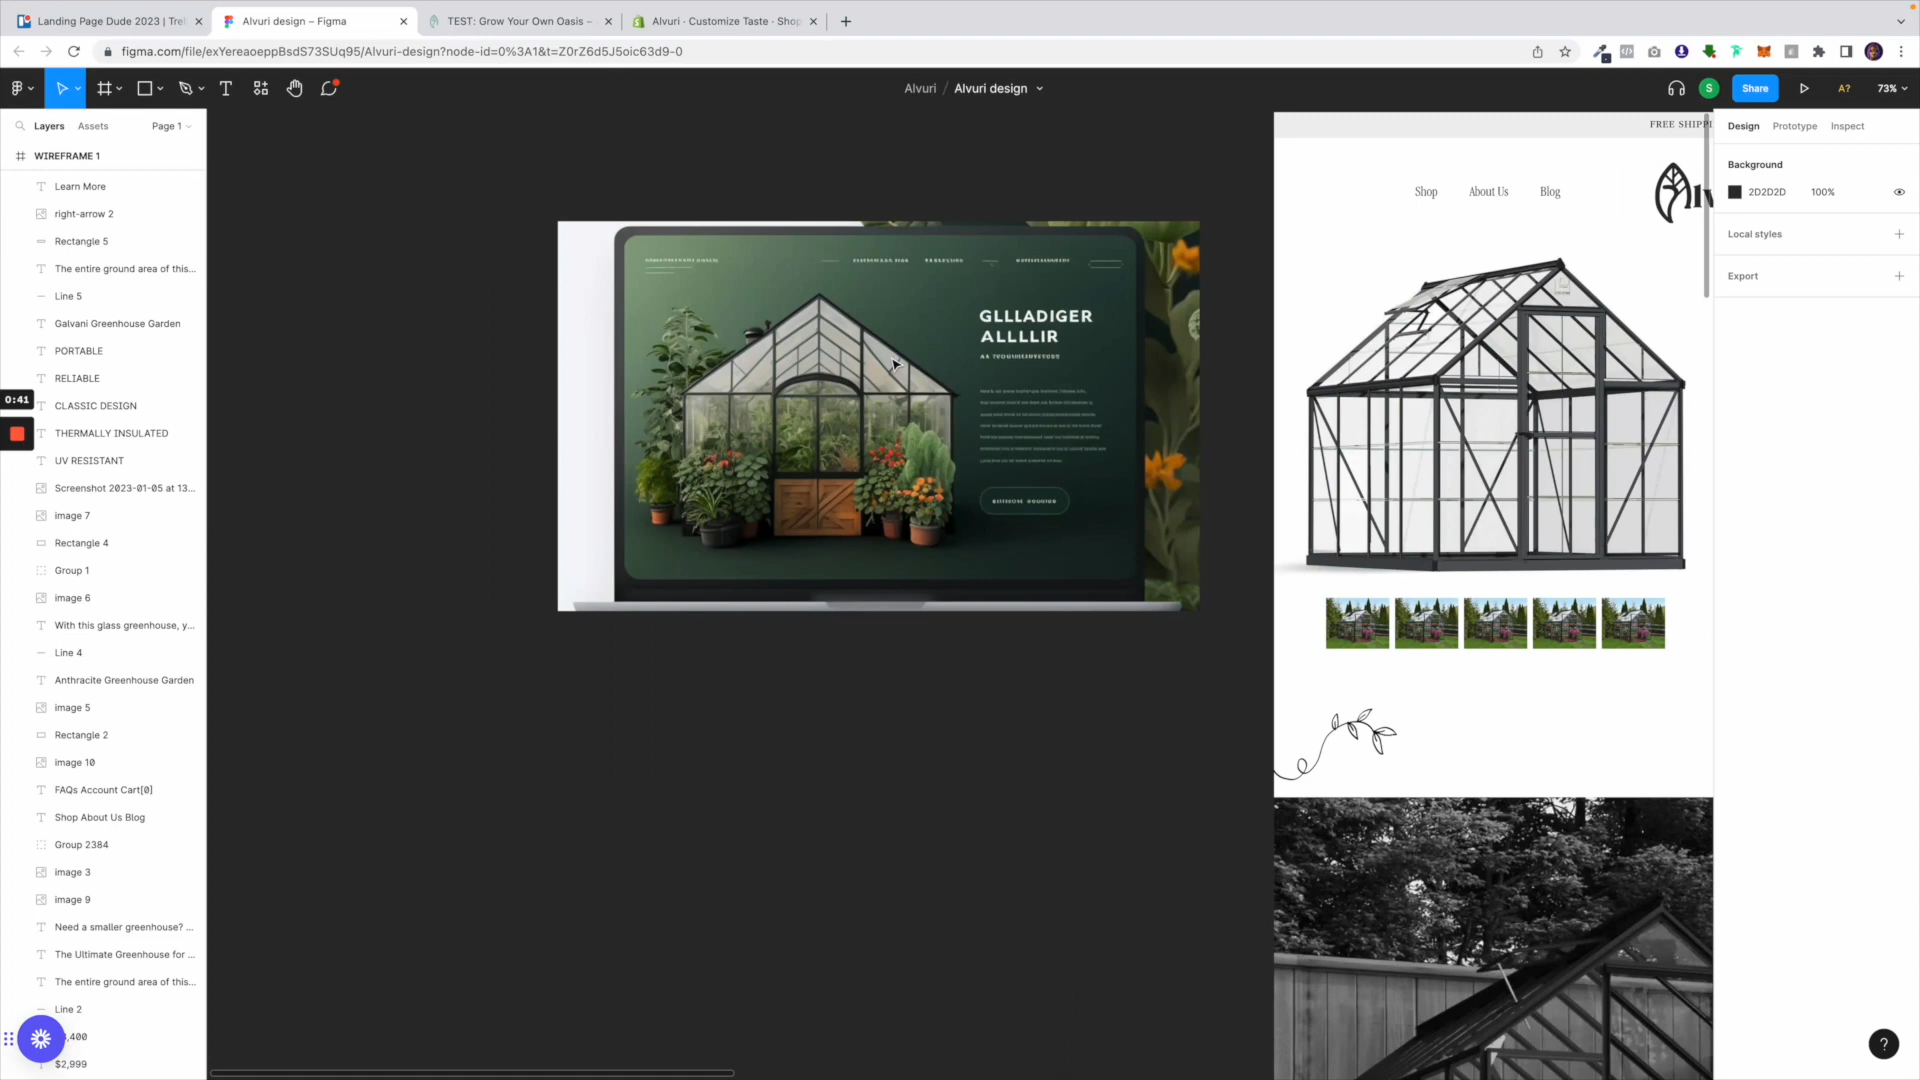 Landing Page Dude 2023 | Trel
Alvuri design – Figma
TEST: Grow Your Own Oasis –
Alvuri · Customize Taste · Shop
figma.com/file/exYereaoeppBsdS73SUq95/Alvuri-design?node-id=0%3A1&t=Z0rZ6d5J5oic63d9-0
Alvuri / Alvuri design
S
Share
A?
73%
Layers
Assets
Page 1
WIREFRAME 1
Learn More
right-arrow 2
Rectangle 5
The entire ground area of this...
Line 5
Galvani Greenhouse Garden
PORTABLE
RELIABLE
0:41
CLASSIC DESIGN
THERMALLY INSULATED
UV RESISTANT
Screenshot 2023-01-05 at 13...
image 7
Rectangle 4
Group 1
image 6
With this glass greenhouse, y...
Line 4
Anthracite Greenhouse Garden
image 5
Rectangle 2
image 10
FAQs Account Cart[0]
Shop About Us Blog
Group 2384
image 3
image 9
Need a smaller greenhouse? ...
The Ultimate Greenhouse for ...
The entire ground area of this...
Line 2
,400
$2,999
GLLLADIGER
ALLLLIR
FREE SHIPPI
Shop
About Us
Blog
Alv
Design
Prototype
Inspect
Background
2D2D2D
100%
Local styles
Export
?